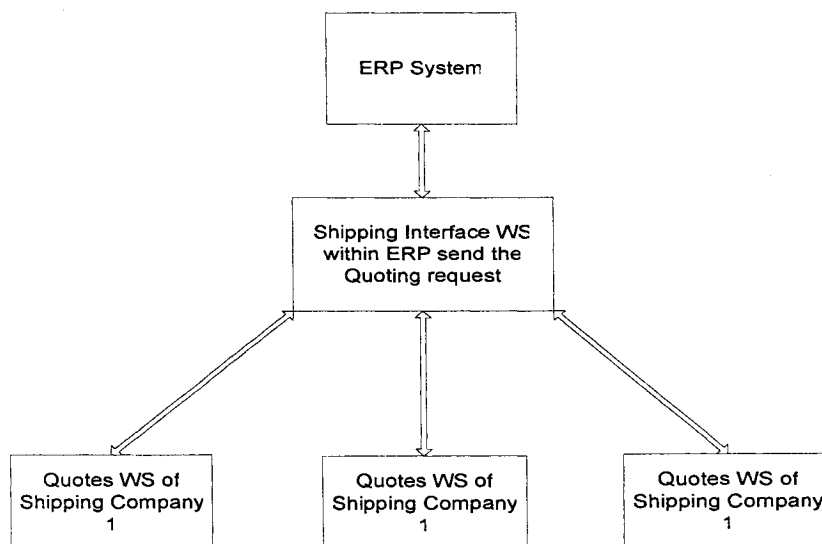 ERP System
Shipping Interface WS
within ERP send the
Quoting request
Quotes WS of
Shipping Company
1
Quotes WS of
Shipping Company
1
Quotes WS of
Shipping Company
1